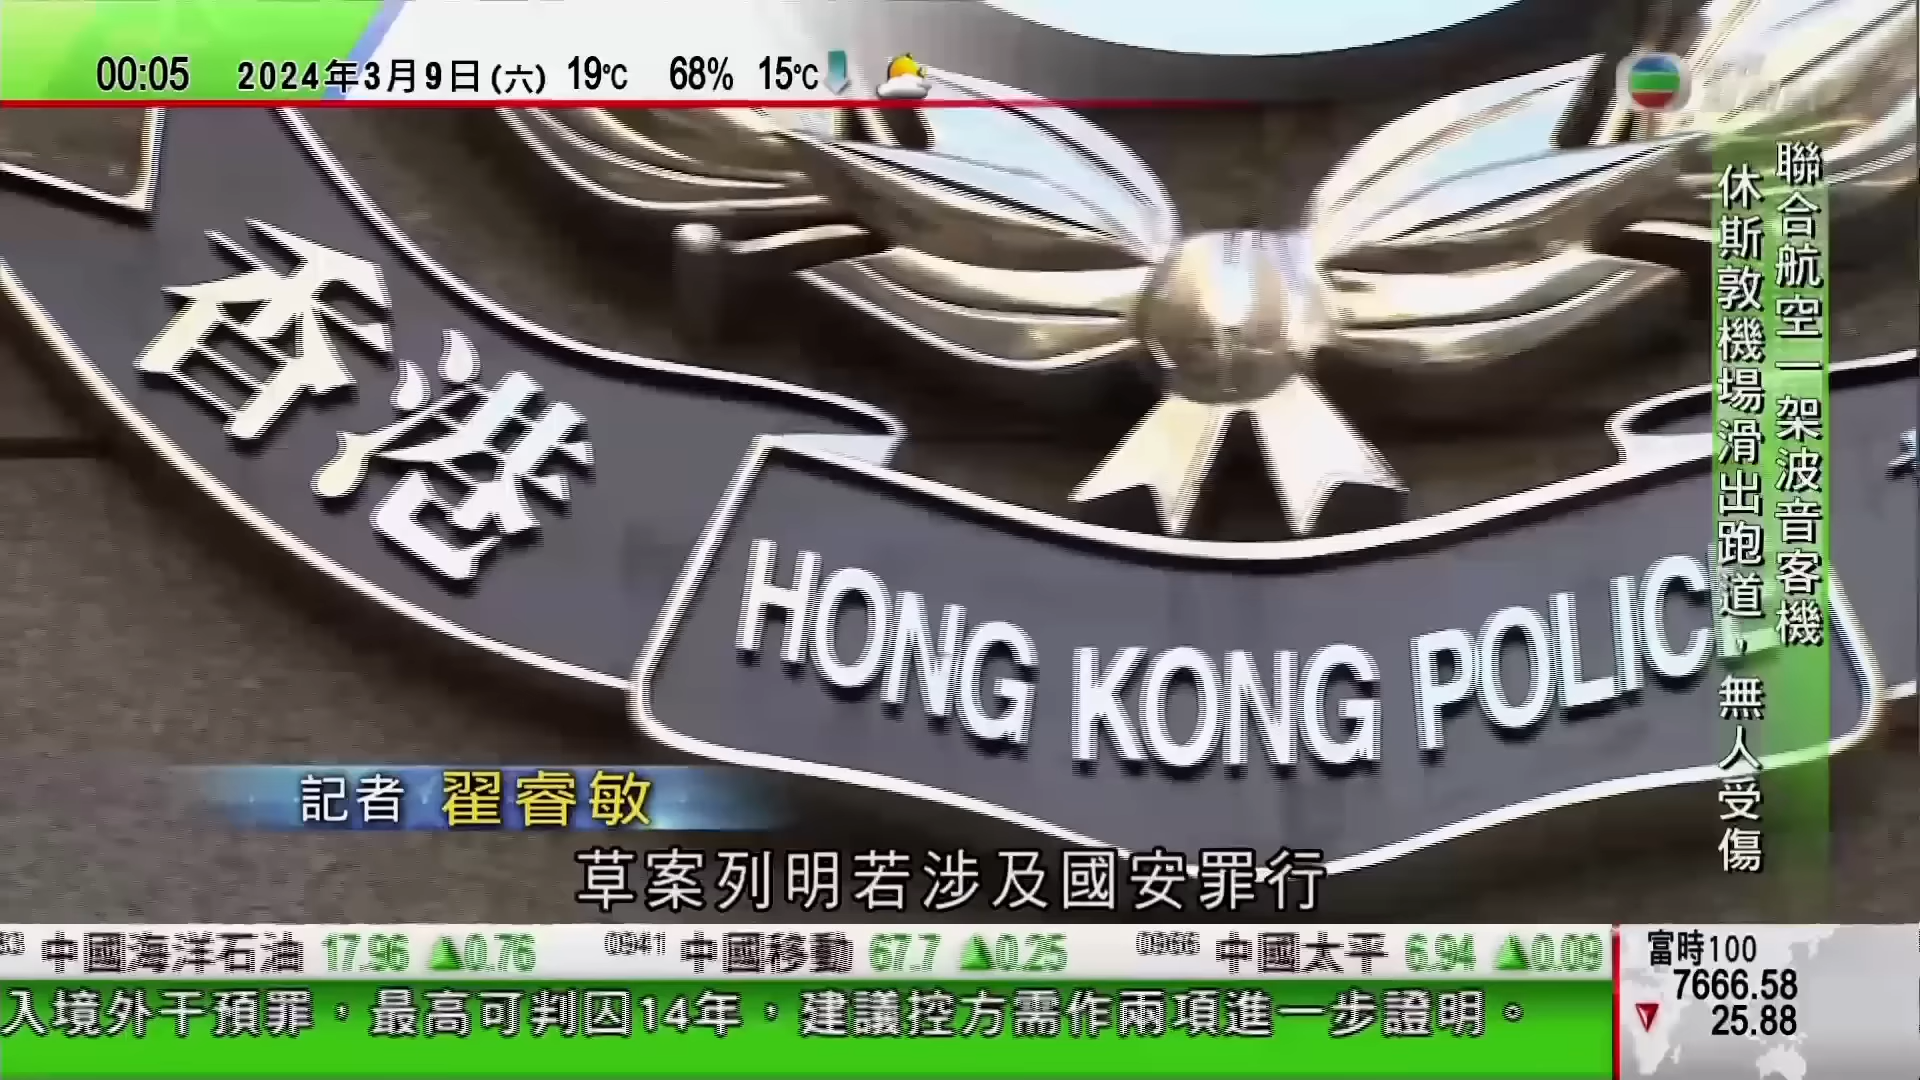 00:05 2024年3月9日(六) 19℃ 68% 15℃
聯合航空一架波音客機
休斯敦機場滑出跑道，無人受傷
香港
HONG KONG POLIC
記者 翟睿敏
草案列明若涉及國安罪行
83 中國海洋石油 17.96 ▲0.76 0941 中國移動 67.7 ▲0.25 0966 中國太平 6.94 ▲0.09
入境外干預罪，最高可判囚14年，建議控方需作兩項進一步證明。
富時100
7666.58
▼ 25.88